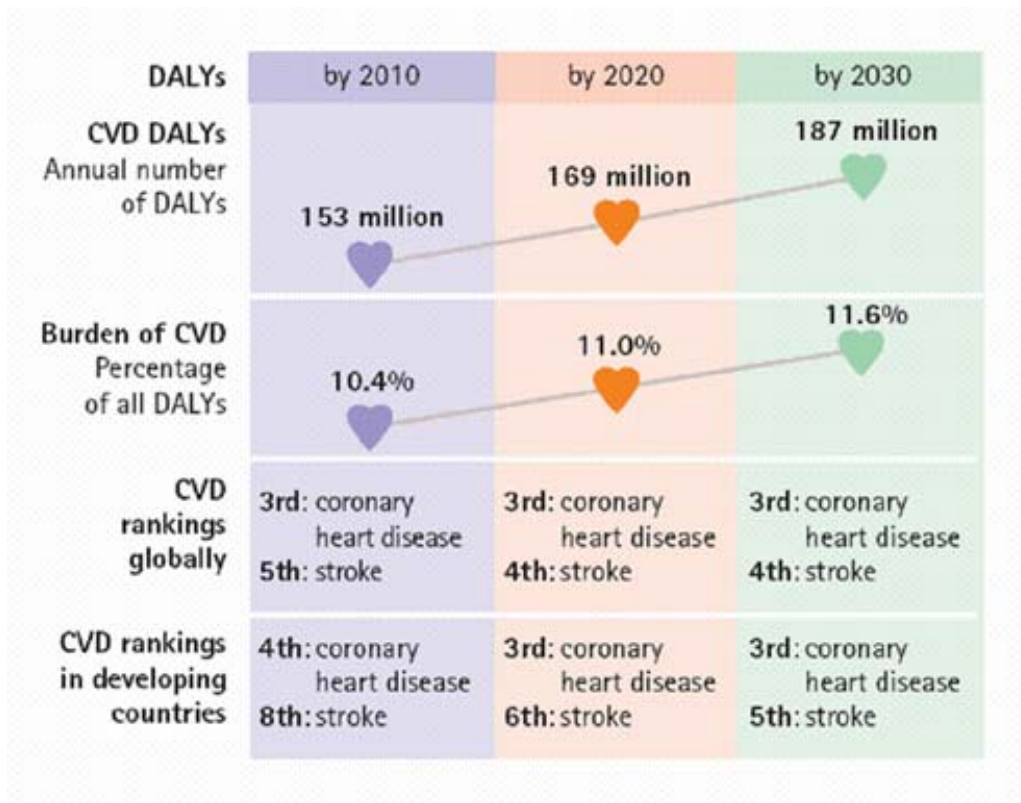 DALYs by 2010 by 2020 by 2030
CVD DALYs
Annual number
of DALYs
153 million
169 million
187 million
Burden of CVD
Percentage
of all DALYs
10.4%
11.0%
11.6%
CVD
rankings
globally
3rd: coronary
heart disease
5th: stroke
3rd: coronary
heart disease
4th: stroke
3rd: coronary
heart disease
4th: stroke
CVD rankings
in developing
countries
4th: coronary
heart disease
8th: stroke
3rd: coronary
heart disease
6th: stroke
3rd: coronary
heart disease
5th: stroke